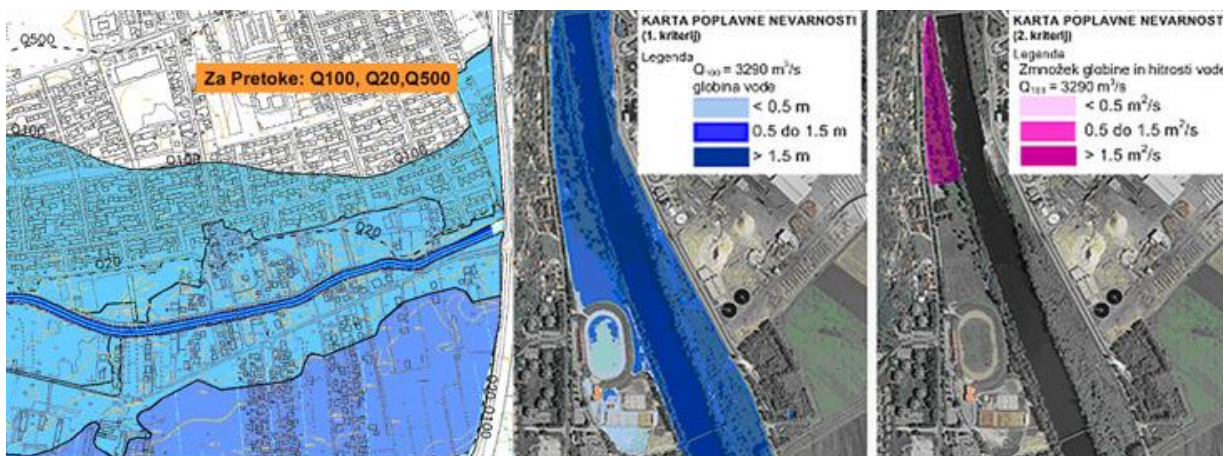 Q500
Za Pretoke: Q100, Q20,Q500
Q100
Q100
Q100
Q20
Q20
KARTA POPLAVNE NEVARNOSTI
(1. kriterij)
Legenda
Q₁₀₀ = 3290 m³/s
globina vode
< 0.5 m
0.5 do 1.5 m
> 1.5 m
KARTA POPLAVNE NEVARNOST
(2. kriterij)
Legenda
Zmnožek globine in hitrosti vode
Q₁₀₀ = 3290 m³/s
< 0.5 m²/s
0.5 do 1.5 m²/s
> 1.5 m²/s